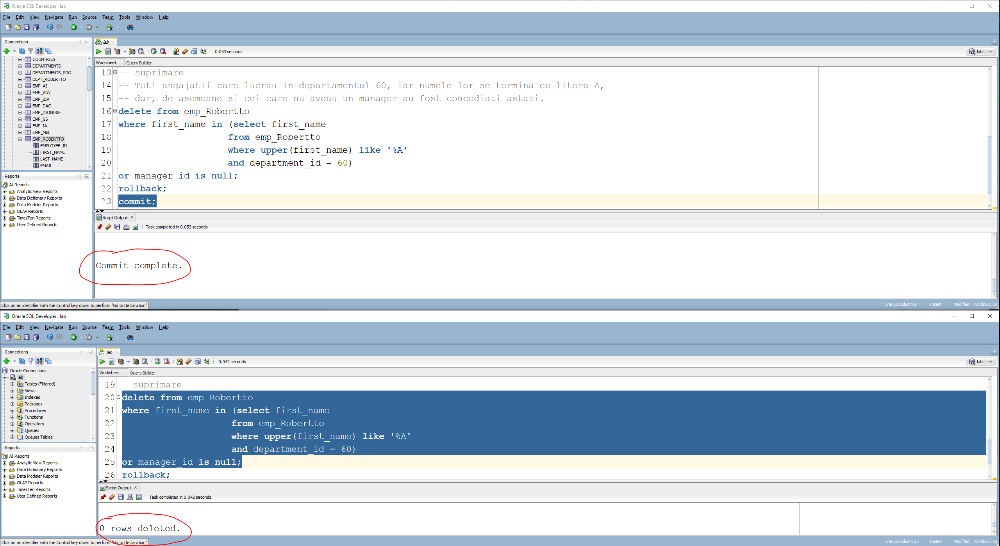 Oracle SQL Developer : lab
File Edit View Navigate Run Source Team Tools Window Help
Connections
COUNTRIES
DEPARTMENTS
DEPARTMENTS_SDG
DEPT_ROBERTTO
EMP_AI
EMP_ANV
EMP_BIA
EMP_DAC
EMP_DIONISIE
EMP_GS
EMP_IA
EMP_MBL
EMP_ROBERTTO
EMPLOYEE_ID
FIRST_NAME
LAST_NAME
EMAIL
Reports
All Reports
Analytic View Reports
Data Dictionary Reports
Data Modeler Reports
OLAP Reports
TimesTen Reports
User Defined Reports
lab
0.053 seconds
lab
Worksheet Query Builder
13 -- suprimare
14 -- Toti angajatii care lucrau in departamentul 60, iar numele lor se termina cu litera A,
15 -- dar, de asemeane si cei care nu aveau un manager au fost concediati astazi.
16 delete from emp_Robertto
17 where first_name in (select first_name
18 from emp_Robertto
19 where upper(first_name) like '%A'
20 and department_id = 60)
21 or manager_id is null;
22 rollback;
23 commit;
Script Output
Task completed in 0.053 seconds
Commit complete.
Click on an identifier with the Control key down to perform "Go to Declaration"
| Line 23 Column 8 | Insert | Modified | Windows: CF
Oracle SQL Developer : lab
File Edit View Navigate Run Source Team Tools Window Help
Connections
Oracle Connections
lab
Tables (Filtered)
Views
Indexes
Packages
Procedures
Functions
Operators
Queues
Queues Tables
Reports
All Reports
Analytic View Reports
Data Dictionary Reports
Data Modeler Reports
OLAP Reports
TimesTen Reports
User Defined Reports
lab
0.042 seconds
lab
Worksheet Query Builder
19 --suprimare
20 delete from emp_Robertto
21 where first_name in (select first_name
22 from emp_Robertto
23 where upper(first_name) like '%A'
24 and department_id = 60)
25 or manager_id is null;
26 rollback;
Script Output
Task completed in 0.042 seconds
0 rows deleted.
Click on an identifier with the Control key down to perform "Go to Declaration"
| Line 25 Column 23 | Insert | Modified | Windows: CF